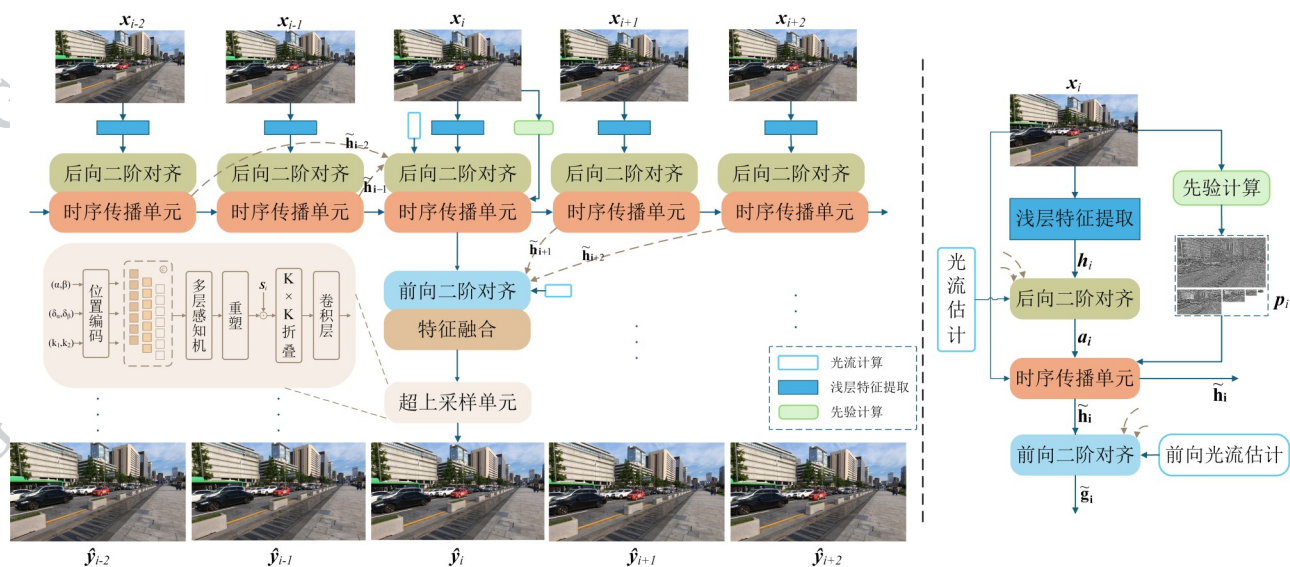 x_{i-2} x_{i-1} x_i x_{i+1} x_{i+2}
h̃_{i-2}
后向二阶对齐 后向二阶对齐 后向二阶对齐 后向二阶对齐 后向二阶对齐
h̃_{i-1}
时序传播单元 时序传播单元 时序传播单元 时序传播单元 时序传播单元
h̃_{i+1} h̃_{i+2}
(α,β)
(δ_α,δ_β)
(k₁,k₂)
位置编码
©
多层感知机
重塑
s_i
K×K折叠
卷积层
前向二阶对齐
特征融合
超上采样单元
光流计算
浅层特征提取
先验计算
ŷ_{i-2} ŷ_{i-1} ŷ_i ŷ_{i+1} ŷ_{i+2}
x_i
先验计算
浅层特征提取
h_i
光流估计
后向二阶对齐
p_i
a_i
时序传播单元
h̃_i
h̃_i
前向二阶对齐
前向光流估计
g̃_i